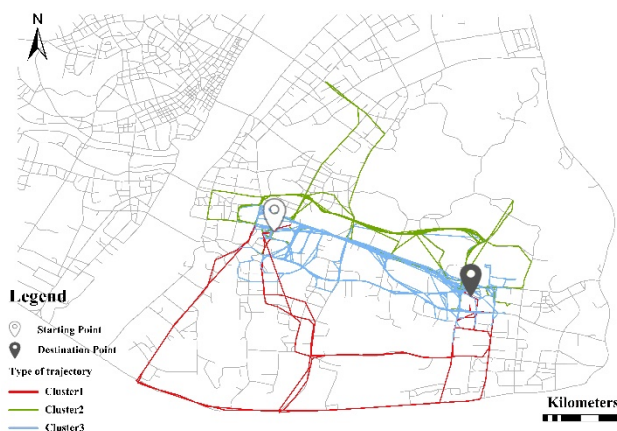 N
Legend
Starting Point
Destination Point
Type of trajectory
Cluster1
Cluster2
Cluster3
Kilometers